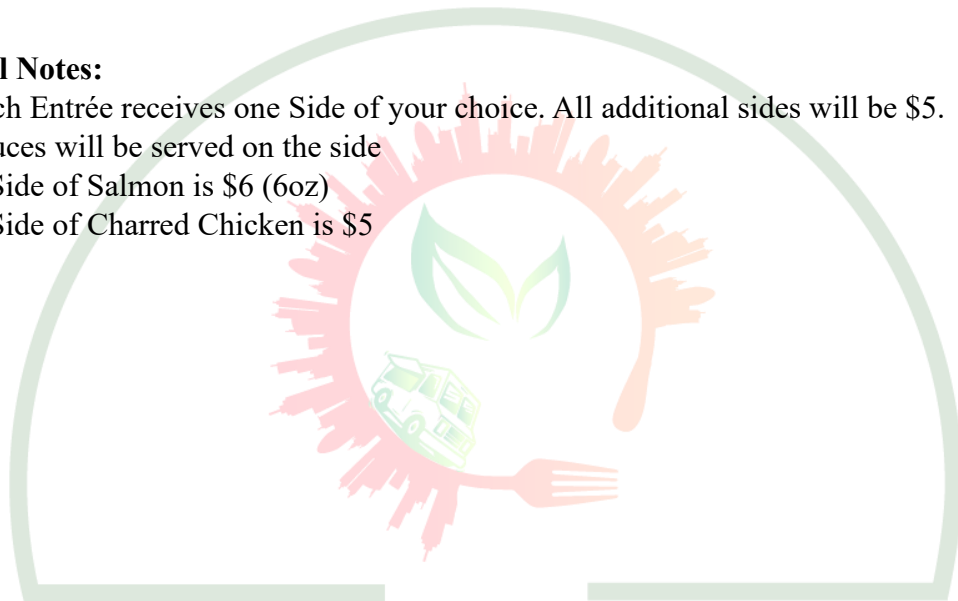 l Notes:
ch Entrée receives one Side of your choice. All additional sides will be $5.
uces will be served on the side
Side of Salmon is $6 (6oz)
Side of Charred Chicken is $5